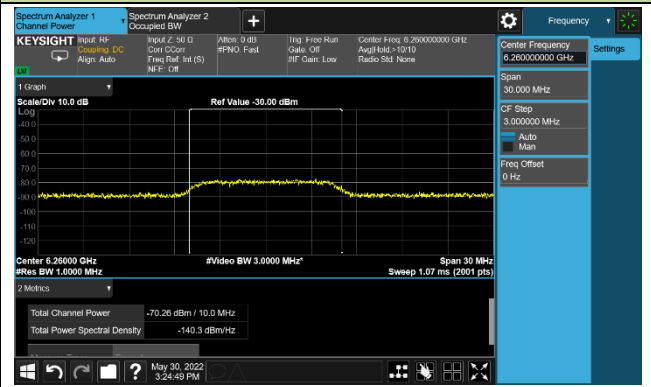 Spectrum Analyzer 1
Channel Power
Spectrum Analyzer 2
Occupied BW
Frequency
KEYSIGHT
Input: RF
Coupling: DC
Align: Auto
Input Z: 50 Ω
Corr CCorr
Freq Ref: Int (S)
NFE: Off
Atten: 0 dB
#PNO: Fast
Trig: Free Run
Gate: Off
#IF Gain: Low
Center Freq: 6.260000000 GHz
Avg|Hold:>10/10
Radio Std: None
LU
Center Frequency
6.260000000 GHz
Settings
Span
30.000 MHz
CF Step
3.000000 MHz
Auto
Man
Freq Offset
0 Hz
1 Graph
Scale/Div 10.0 dB
Ref Value -30.00 dBm
Log
-40.0
-50.0
-60.0
-70.0
-80.0
-90.0
-100
-110
-120
Center 6.26000 GHz
#Video BW 3.0000 MHz*
Span 30 MHz
#Res BW 1.0000 MHz
Sweep 1.07 ms (2001 pts)
2 Metrics
Total Channel Power
-70.26 dBm / 10.0 MHz
Total Power Spectral Density
-140.3 dBm/Hz
?
May 30, 2022
3:24:49 PM